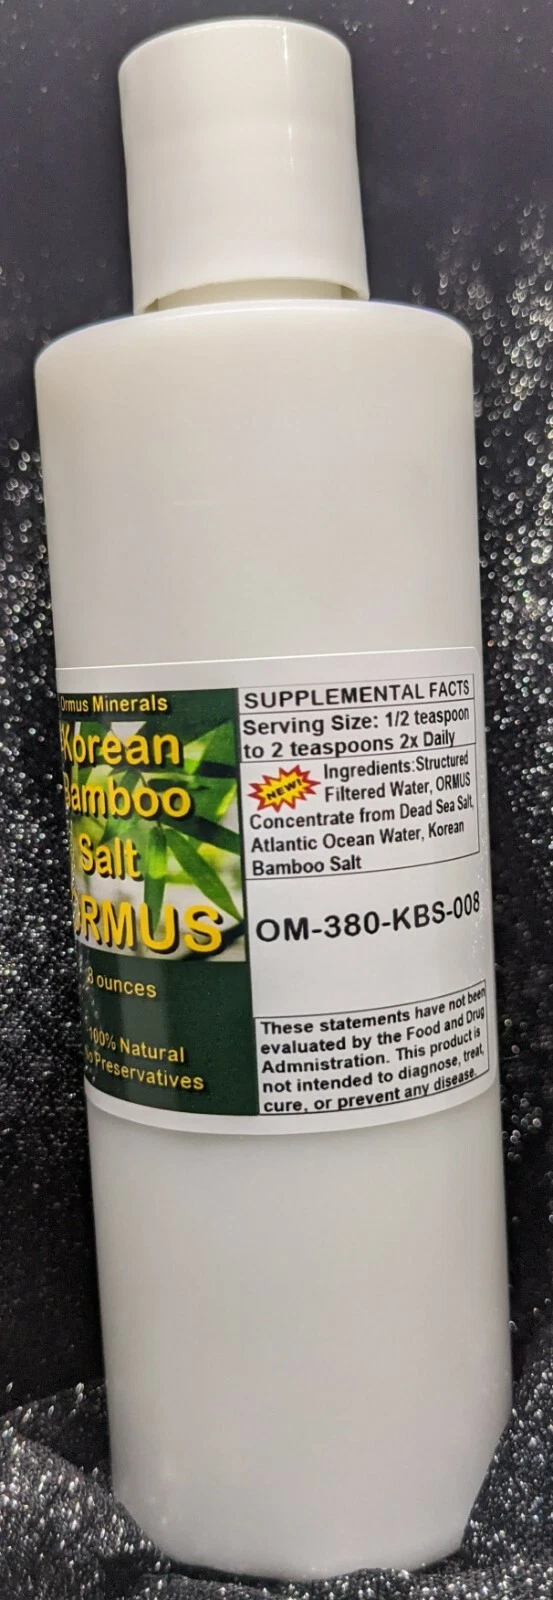 Ormus Minerals
Korean
Bamboo
Salt
ORMUS
8 ounces
100% Natural
No Preservatives
SUPPLEMENTAL FACTS
Serving Size: 1/2 teaspoon
to 2 teaspoons 2x Daily
NEW!
Ingredients:Structured
Filtered Water, ORMUS
Concentrate from Dead Sea Salt,
Atlantic Ocean Water, Korean
Bamboo Salt
OM-380-KBS-008
These statements have not been
evaluated by the Food and Drug
Admnistration. This product is
not intended to diagnose, treat,
cure, or prevent any disease.